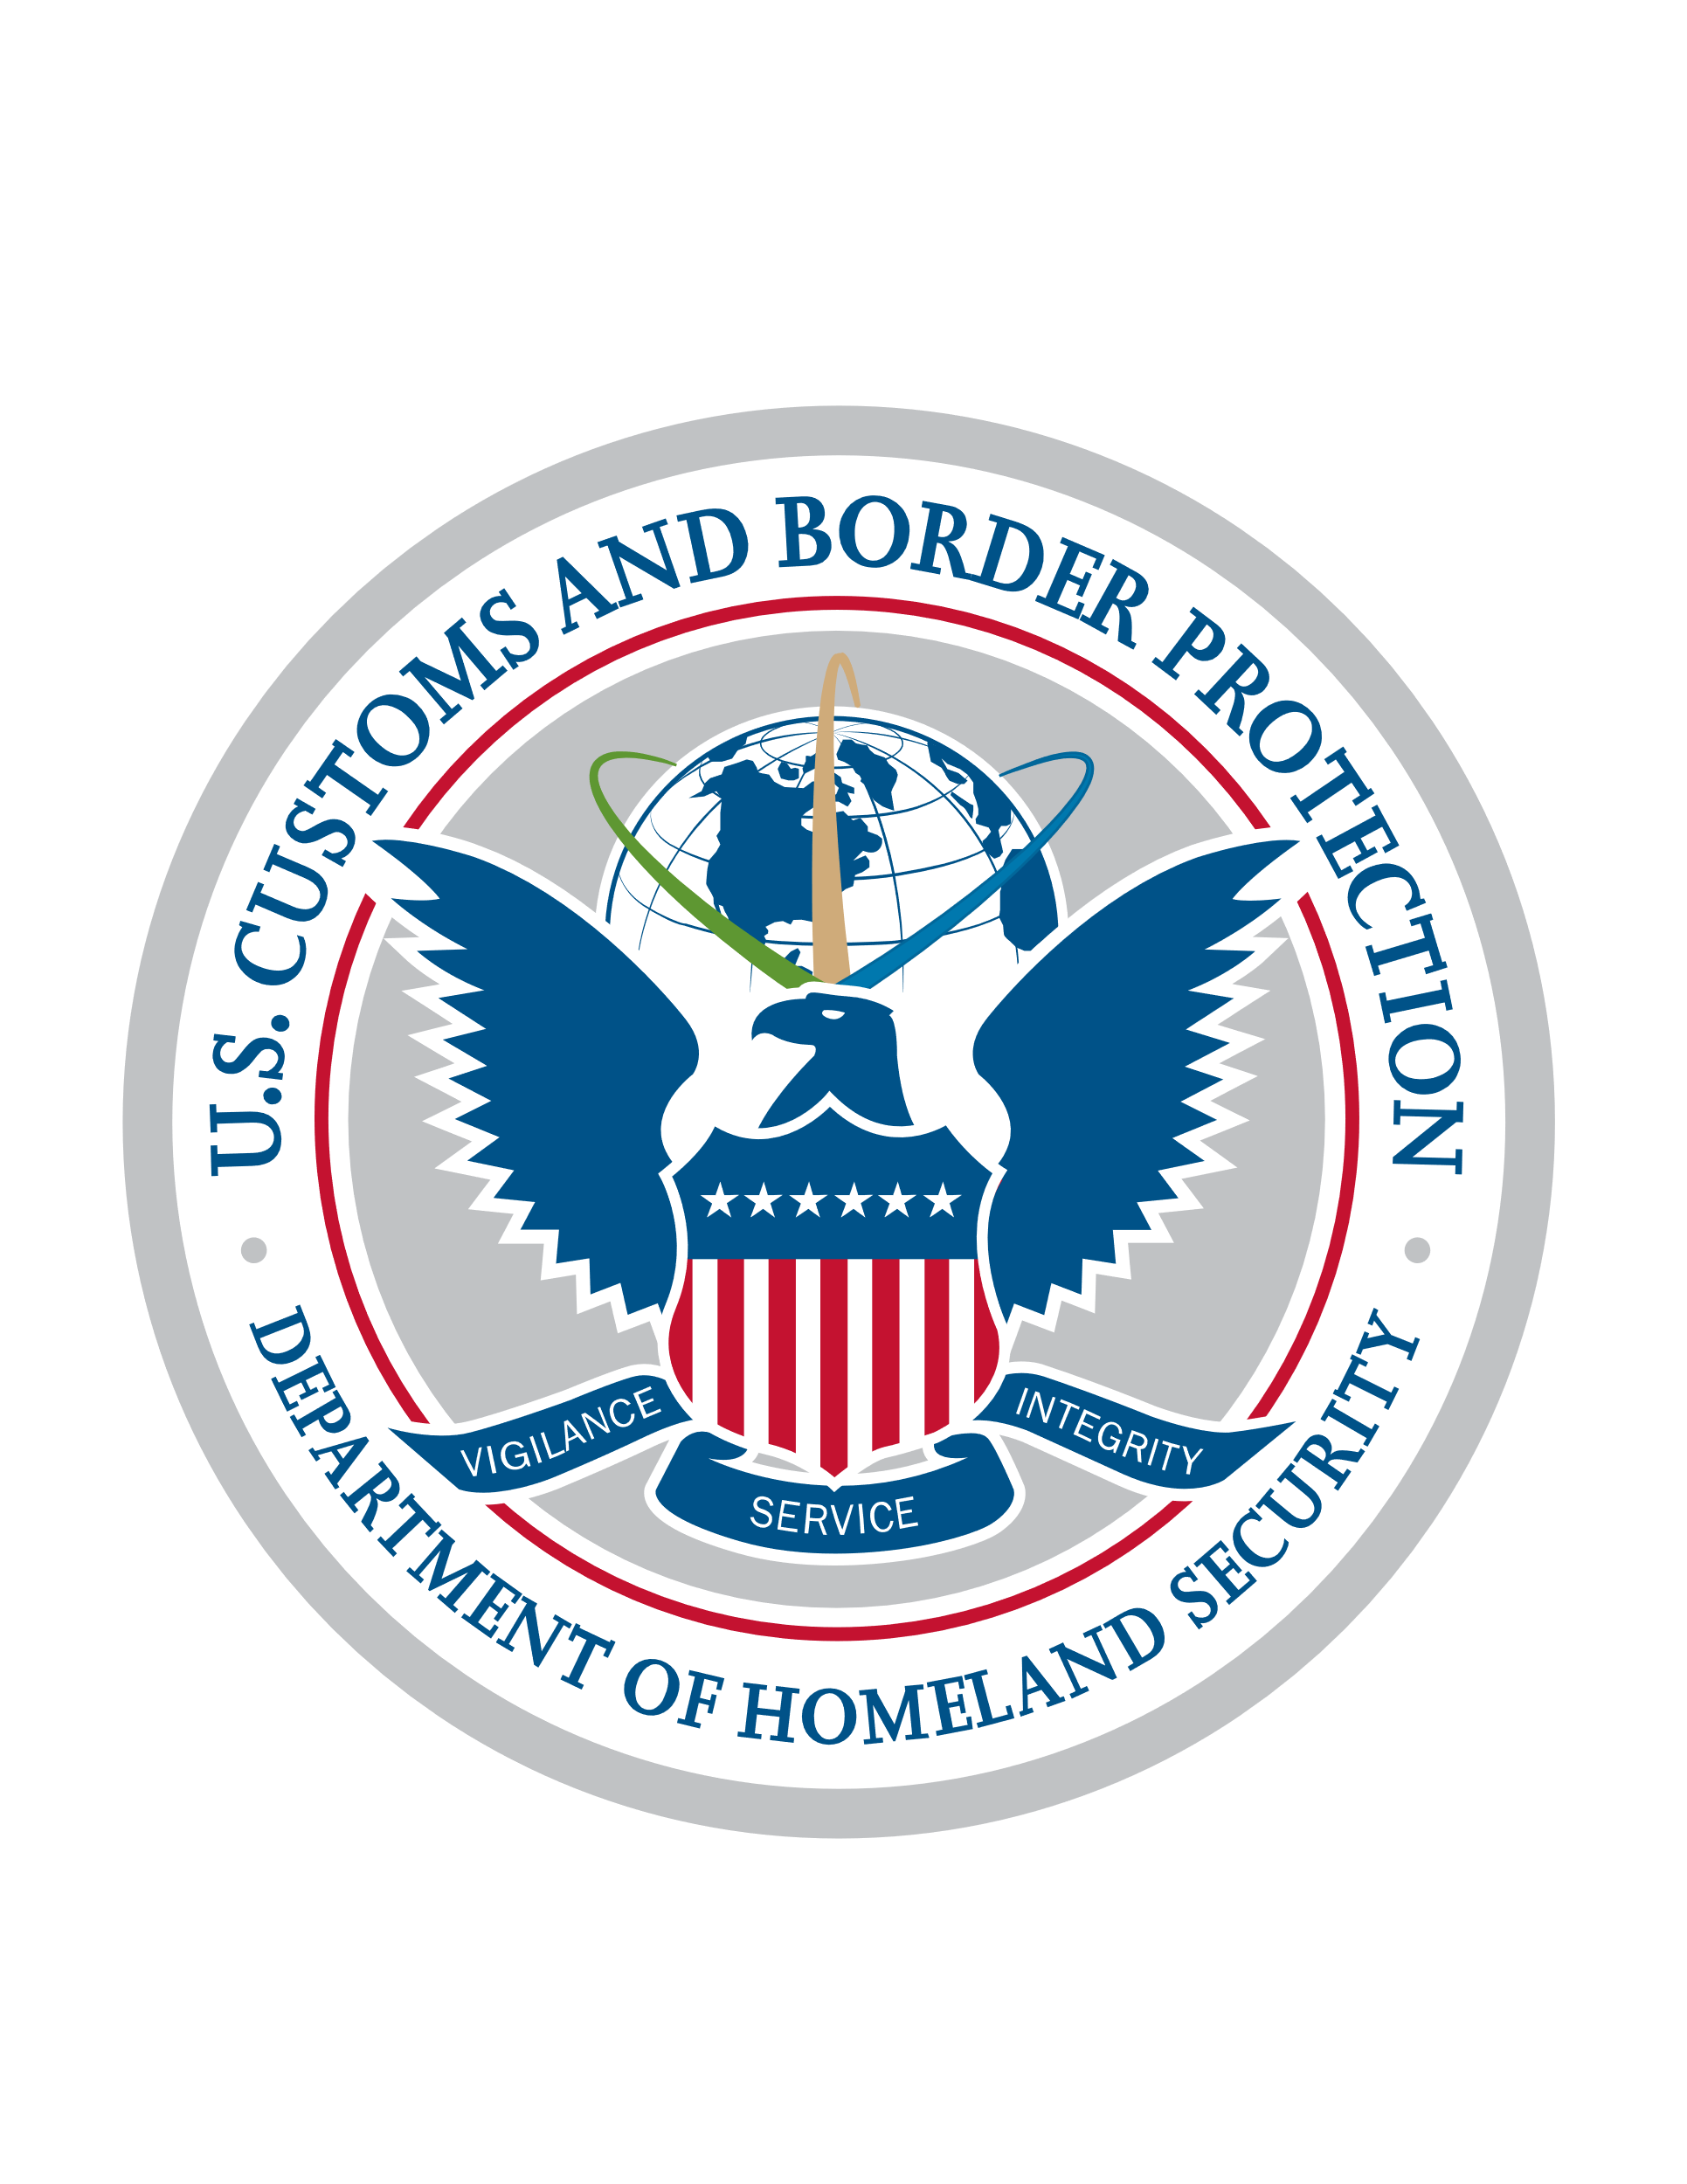 U.S. CUSTOMS AND BORDER PROTECTION
VIGILANCE
SERVICE
INTEGRITY
DEPARTMENT OF HOMELAND SECURITY